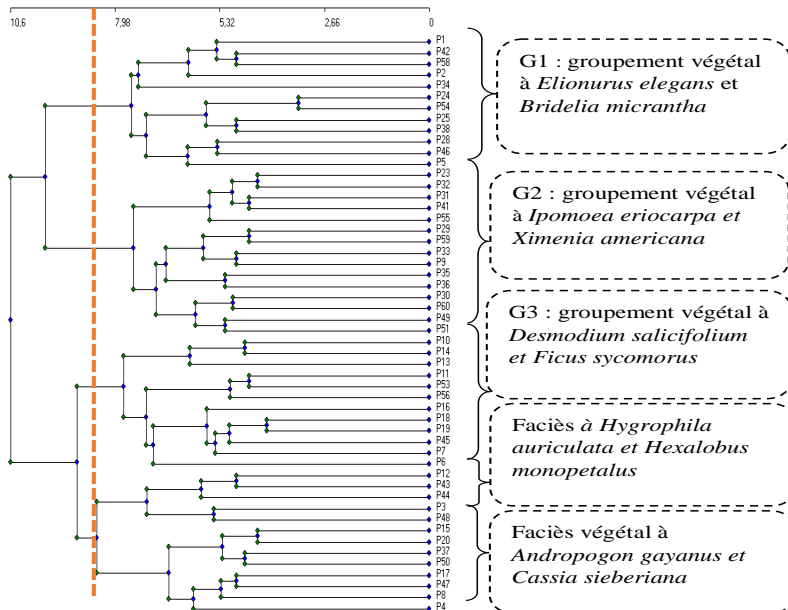 10,6 7,98 5,32 2,66 0
P1
P42
P58
P2
P34
P24
P54
P25
P38
P28
P46
P5
P23
P32
P31
P41
P55
P29
P59
P33
P9
P35
P36
P30
P60
P49
P51
P10
P14
P13
P11
P53
P56
P16
P18
P19
P45
P7
P6
P12
P43
P44
P3
P48
P15
P20
P37
P50
P17
P47
P8
P4
G1 : groupement végétal
à Elionurus elegans et
Bridelia micrantha
G2 : groupement végétal
à Ipomoea eriocarpa et
Ximenia americana
G3 : groupement végétal à
Desmodium salicifolium
et Ficus sycomorus
Faciès à Hygrophila
auriculata et Hexalobus
monopetalus
Faciès végétal à
Andropogon gayanus et
Cassia sieberiana